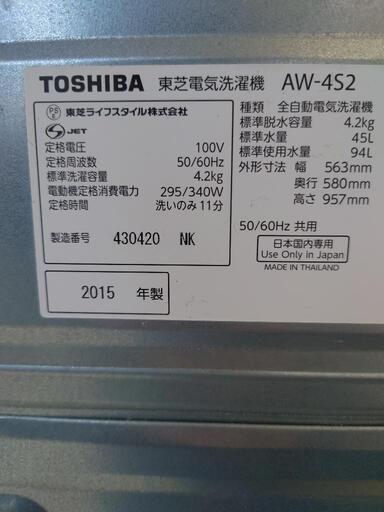 TOSHIBA 東芝電気洗濯機 AW-4S2
PS E 東芝ライフスタイル株式会社
S JET
定格電圧 100V
定格周波数 50/60Hz
標準洗濯容量 4.2kg
電動機定格消費電力 295/340W
定格時間 洗いのみ 11分
製造番号 430420 NK
2015 年製
種類 全自動電気洗濯機
標準脱水容量 4.2kg
標準水量 45L
標準使用水量 94L
外形寸法 幅 563mm
奥行 580mm
高さ 957mm
50/60Hz 共用
日本国内専用
Use Only in Japan
MADE IN THAILAND